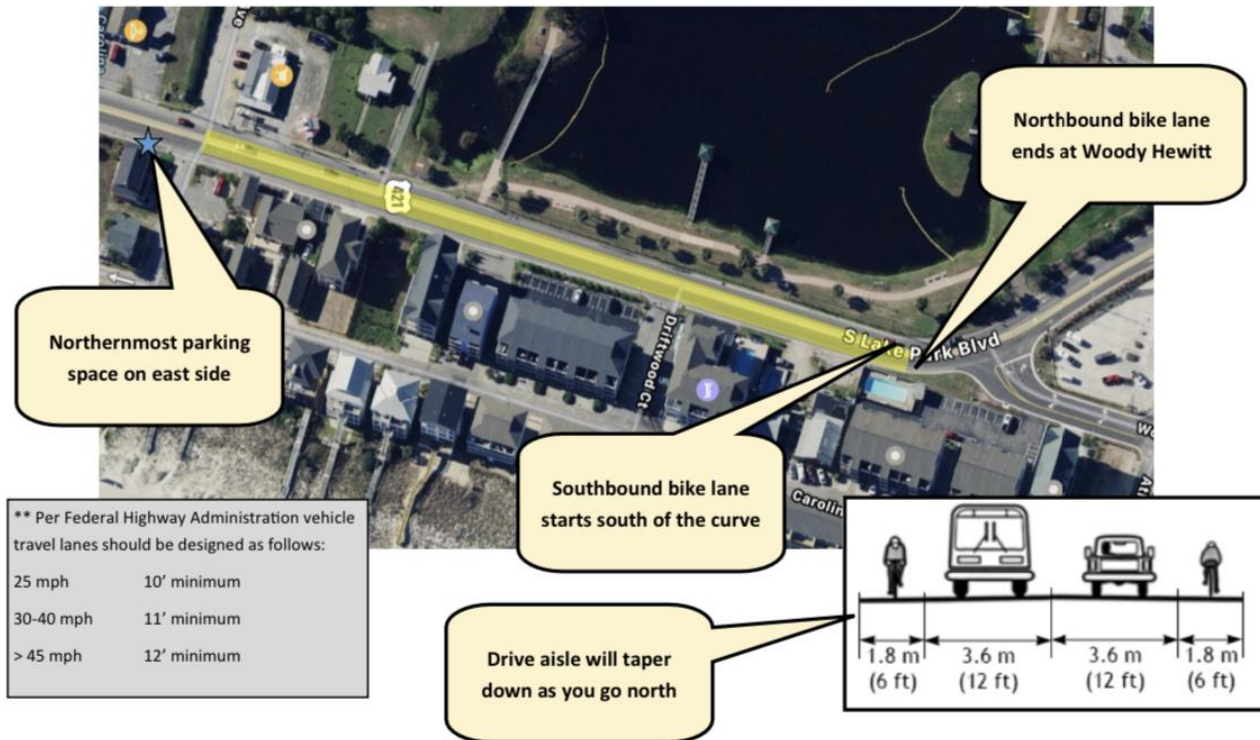 Carolina
ve
Northbound bike lane
ends at Woody Hewitt
421
Northernmost parking
space on east side
Driftwood Ct
S Lake Park Blvd
Southbound bike lane
starts south of the curve
Carolin
** Per Federal Highway Administration vehicle
travel lanes should be designed as follows:
25 mph 10’ minimum
30-40 mph 11’ minimum
> 45 mph 12’ minimum
Drive aisle will taper
down as you go north
1.8 m 3.6 m 3.6 m 1.8 m
(6 ft) (12 ft) (12 ft) (6 ft)